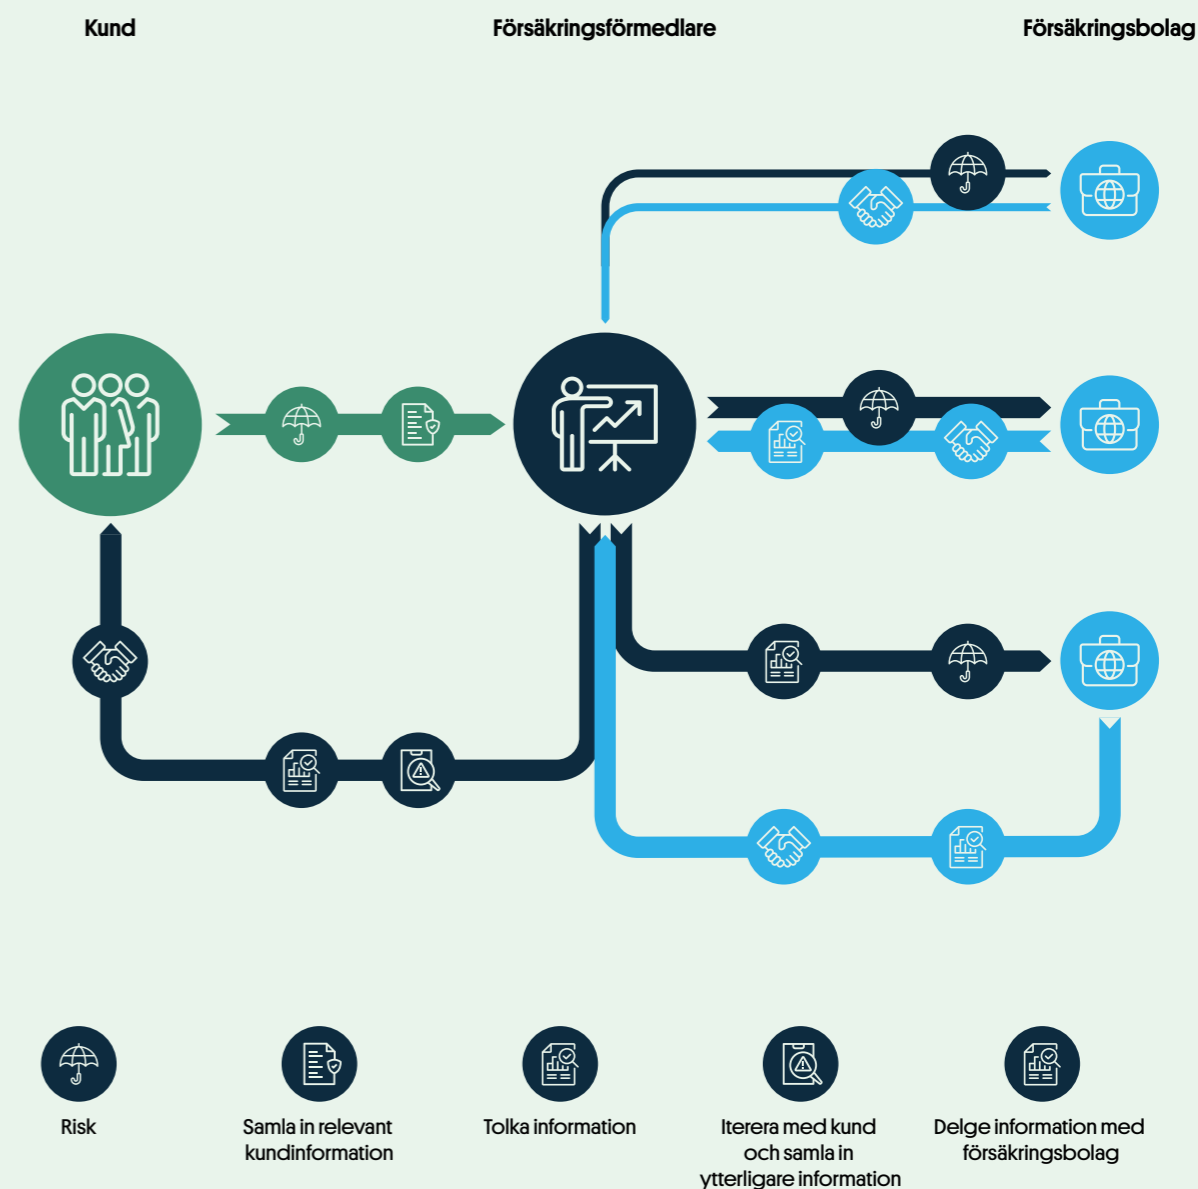 Kund
Försäkringsförmedlare
Försäkringsbolag
Risk
Samla in relevant
kundinformation
Tolka information
Iterera med kund
och samla in
ytterligare information
Delge information med
försäkringsbolag